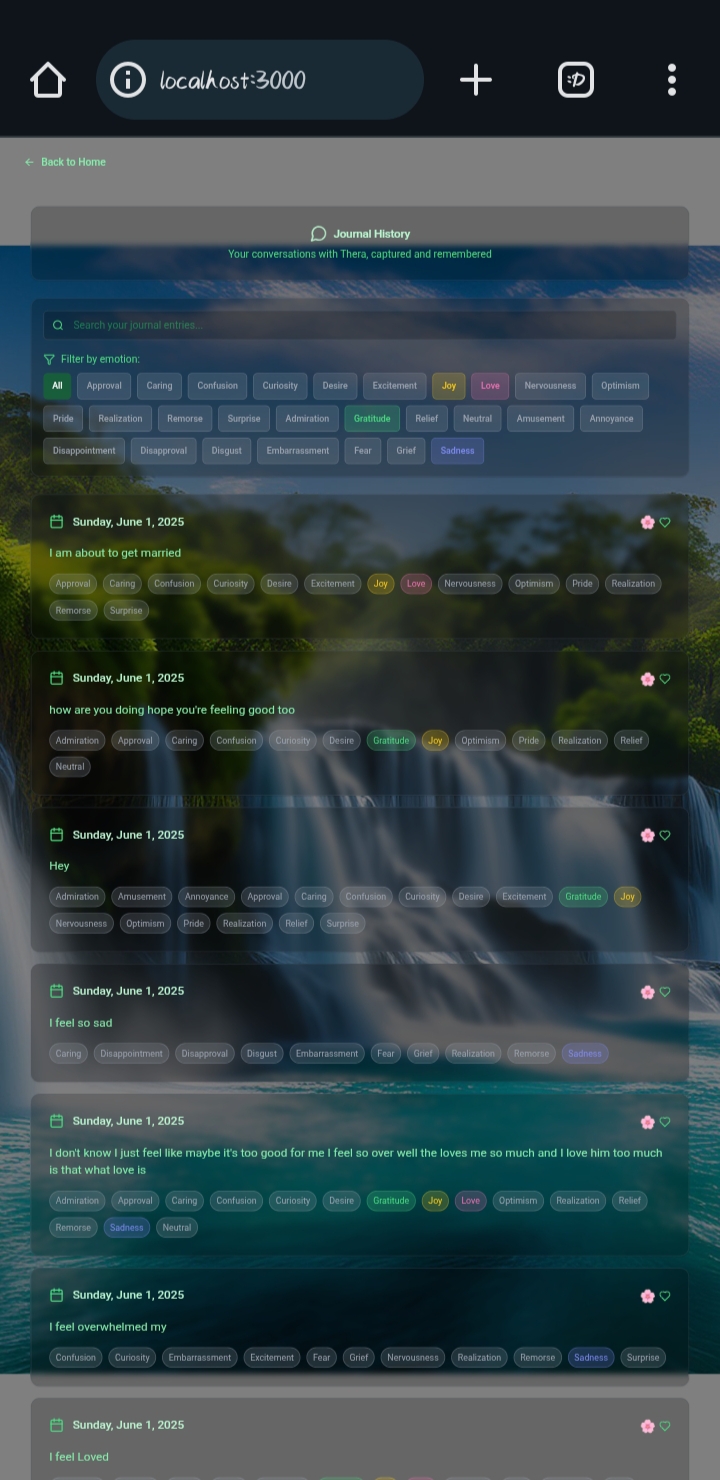 localhost:3000
:D
Back to Home
Journal History
Your conversations with Thera, captured and remembered
Search your journal entries...
Filter by emotion:
All Approval Caring Confusion Curiosity Desire Excitement Joy Love Nervousness Optimism
Pride Realization Remorse Surprise Admiration Gratitude Relief Neutral Amusement Annoyance
Disappointment Disapproval Disgust Embarrassment Fear Grief Sadness
Sunday, June 1, 2025
I am about to get married
Approval Caring Confusion Curiosity Desire Excitement Joy Love Nervousness Optimism Pride Realization
Remorse Surprise
Sunday, June 1, 2025
how are you doing hope you're feeling good too
Admiration Approval Caring Confusion Curiosity Desire Gratitude Joy Optimism Pride Realization Relief
Neutral
Sunday, June 1, 2025
Hey
Admiration Amusement Annoyance Approval Caring Confusion Curiosity Desire Excitement Gratitude Joy
Nervousness Optimism Pride Realization Relief Surprise
Sunday, June 1, 2025
I feel so sad
Caring Disappointment Disapproval Disgust Embarrassment Fear Grief Realization Remorse Sadness
Sunday, June 1, 2025
I don't know I just feel like maybe it's too good for me I feel so over well the loves me so much and I love him too much
is that what love is
Admiration Approval Caring Confusion Curiosity Desire Gratitude Joy Love Optimism Realization Relief
Remorse Sadness Neutral
Sunday, June 1, 2025
I feel overwhelmed my
Confusion Curiosity Embarrassment Excitement Fear Grief Nervousness Realization Remorse Sadness Surprise
Sunday, June 1, 2025
I feel Loved